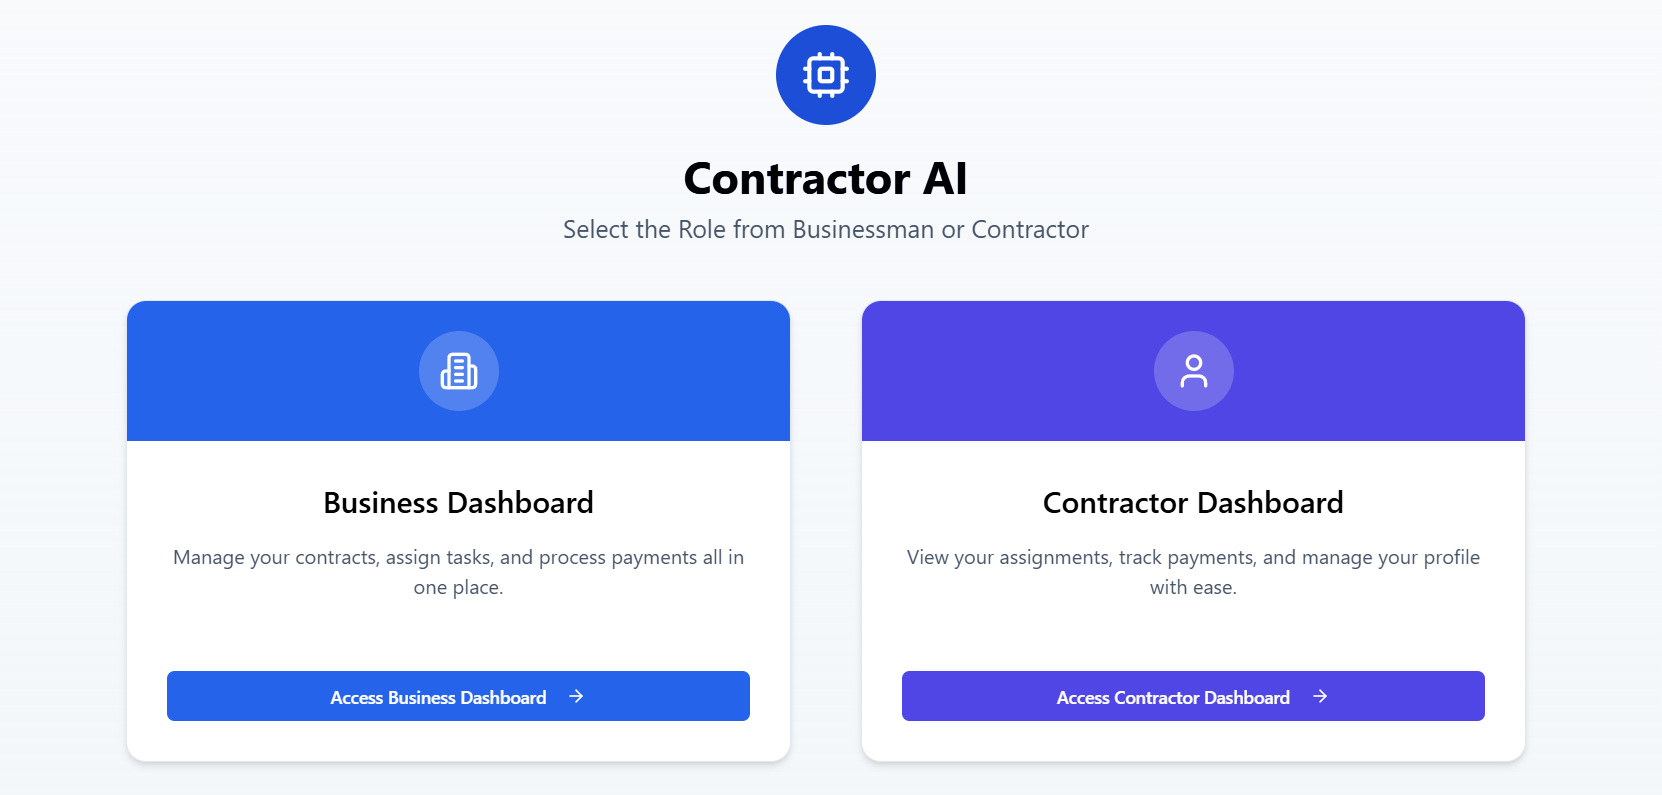 Contractor AI
Select the Role from Businessman or Contractor
Business Dashboard
Manage your contracts, assign tasks, and process payments all in
one place.
Access Business Dashboard
Contractor Dashboard
View your assignments, track payments, and manage your profile
with ease.
Access Contractor Dashboard